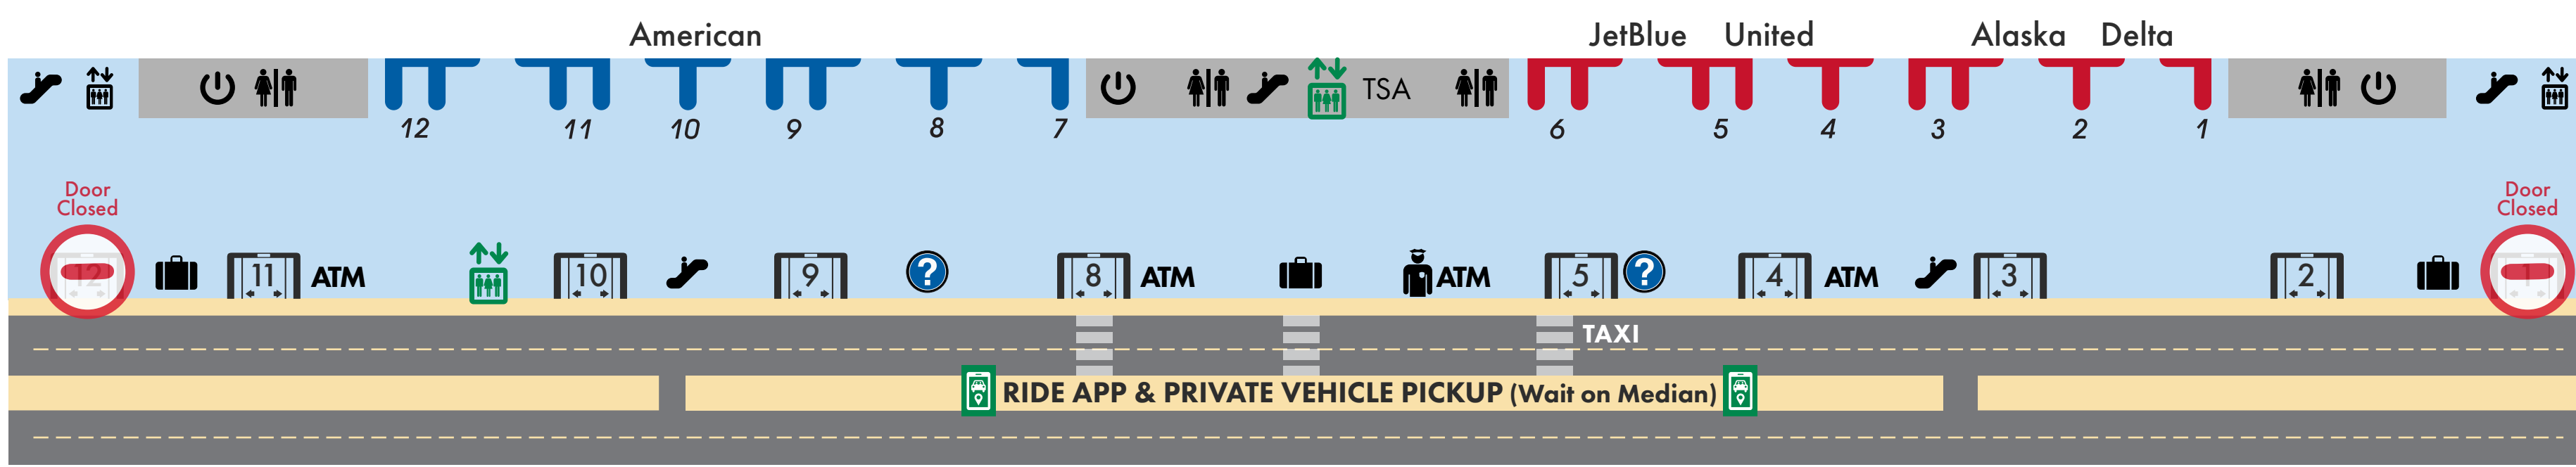 American JetBlue United Alaska Delta
TSA
12 11 10 9 8 7 6 5 4 3 2 1
Door
Closed
Door
Closed
12 11 ATM 10 9 ? 8 ATM ATM 5 ? 4 ATM 3 2 1
TAXI
RIDE APP & PRIVATE VEHICLE PICKUP (Wait on Median)